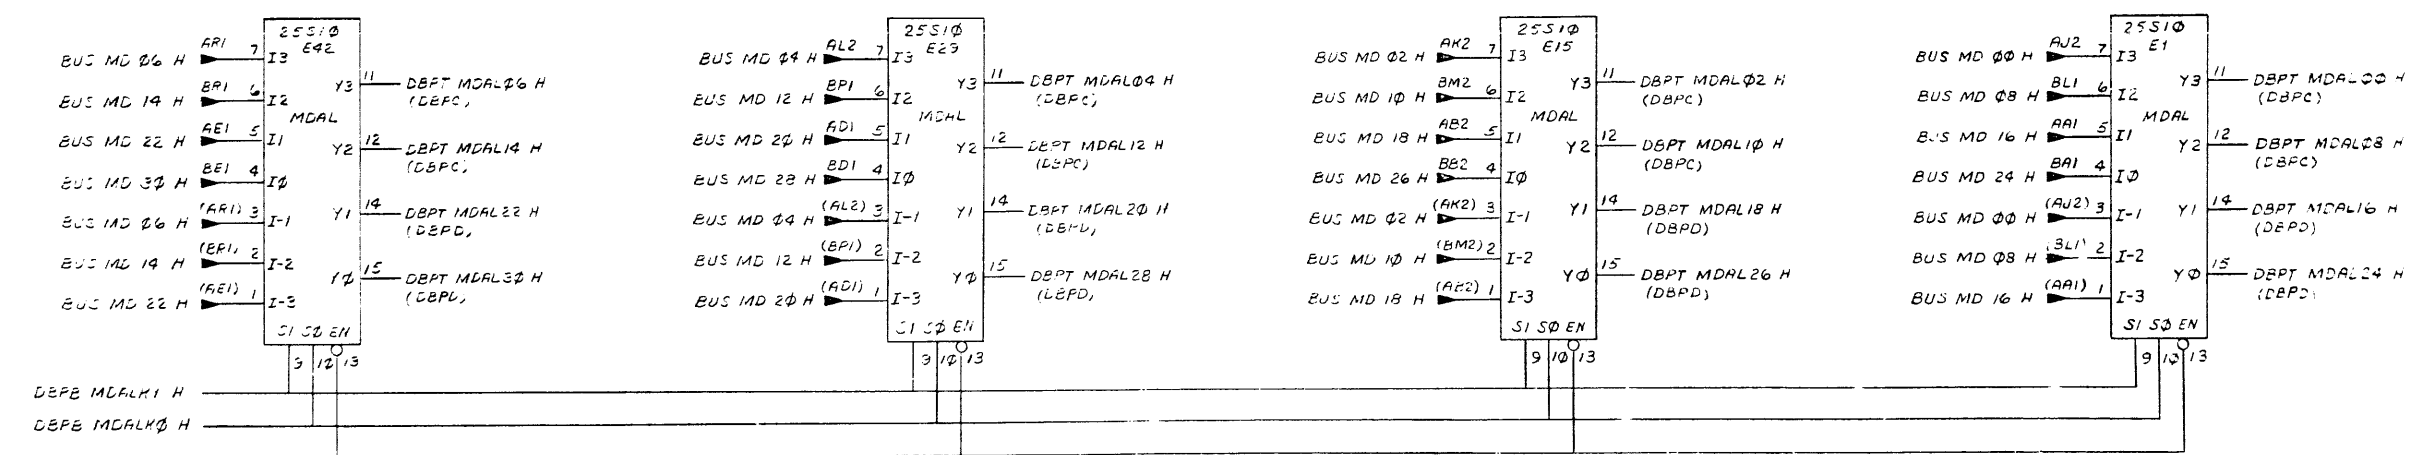 25S1Ø
E42
MDAL
BUS MD Ø6 H AR1 7 I3
BUS MD 14 H BR1 6 I2
BUS MD 22 H AE1 5 I1
BUS MD 3Ø H BE1 4 IØ
BUS MD Ø6 H (AR1) 3 I-1
BUS MD 14 H (BR1) 2 I-2
BUS MD 22 H (AE1) 1 I-3
Y3 11 DBPT MDALØ6 H
(DBPC)
Y2 12 DBPT MDAL14 H
(DBPC)
Y1 14 DBPT MDAL22 H
(DBPD)
YØ 15 DBPT MDAL3Ø H
(DBPD)
S1 SØ EN
9 1Ø 13
25S1Ø
E29
MDAL
BUS MD Ø4 H AL2 7 I3
BUS MD 12 H BP1 6 I2
BUS MD 2Ø H AD1 5 I1
BUS MD 28 H BD1 4 IØ
BUS MD Ø4 H (AL2) 3 I-1
BUS MD 12 H (BP1) 2 I-2
BUS MD 2Ø H (AD1) 1 I-3
Y3 11 DBPT MDALØ4 H
(DBPC)
Y2 12 DBPT MDAL12 H
(DBPC)
Y1 14 DBPT MDAL2Ø H
(DBPD)
YØ 15 DBPT MDAL28 H
(DBPD)
S1 SØ EN
9 1Ø 13
25S1Ø
E15
MDAL
BUS MD Ø2 H AK2 7 I3
BUS MD 1Ø H BM2 6 I2
BUS MD 18 H AB2 5 I1
BUS MD 26 H BB2 4 IØ
BUS MD Ø2 H (AK2) 3 I-1
BUS MD 1Ø H (BM2) 2 I-2
BUS MD 18 H (AB2) 1 I-3
Y3 11 DBPT MDALØ2 H
(DBPC)
Y2 12 DBPT MDAL1Ø H
(DBPC)
Y1 14 DBPT MDAL18 H
(DBPD)
YØ 15 DBPT MDAL26 H
(DBPD)
S1 SØ EN
9 1Ø 13
25S1Ø
E1
MDAL
BUS MD ØØ H AJ2 7 I3
BUS MD Ø8 H BL1 6 I2
BUS MD 16 H AA1 5 I1
BUS MD 24 H BA1 4 IØ
BUS MD ØØ H (AJ2) 3 I-1
BUS MD Ø8 H (BL1) 2 I-2
BUS MD 16 H (AA1) 1 I-3
Y3 11 DBPT MDALØØ H
(DBPC)
Y2 12 DBPT MDALØ8 H
(DBPC)
Y1 14 DBPT MDAL16 H
(DBPD)
YØ 15 DBPT MDAL24 H
(DBPD)
S1 SØ EN
9 1Ø 13
DBPB MDALK1 H
DBPB MDALKØ H